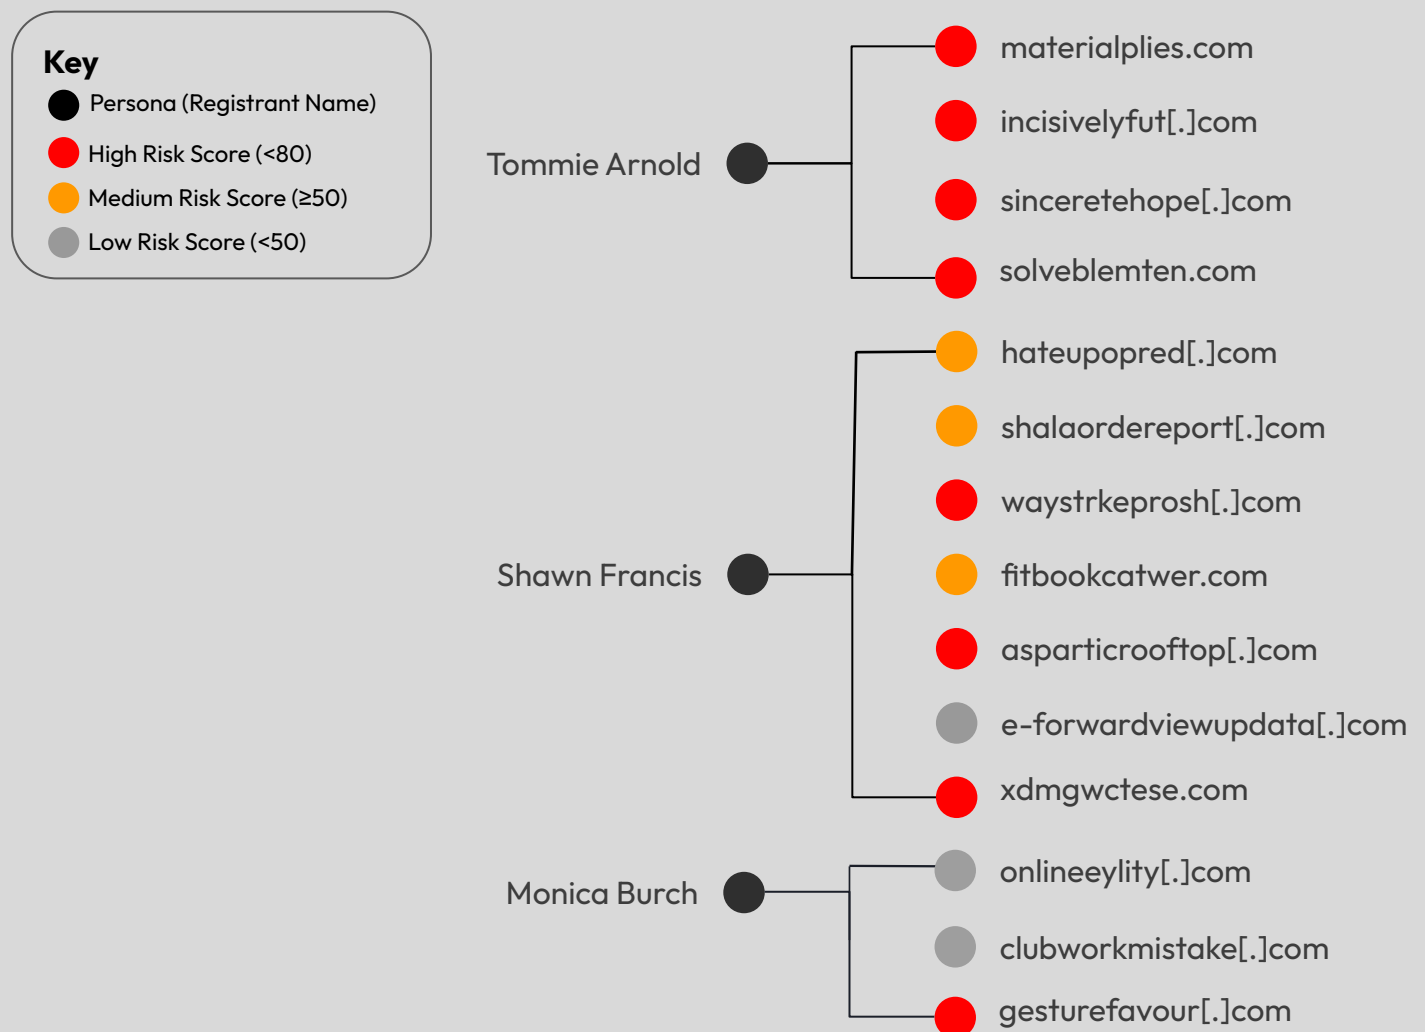 Key
Persona (Registrant Name)
High Risk Score (<80)
Medium Risk Score (≥50)
Low Risk Score (<50)
Tommie Arnold
materialplies.com
incisivelyfut[.]com
sinceretehope[.]com
solveblemten.com
Shawn Francis
hateupopred[.]com
shalaordereport[.]com
waystrkeprosh[.]com
fitbookcatwer.com
asparticrooftop[.]com
e-forwardviewupdata[.]com
xdmgwctese.com
Monica Burch
onlineeylity[.]com
clubworkmistake[.]com
gesturefavour[.]com